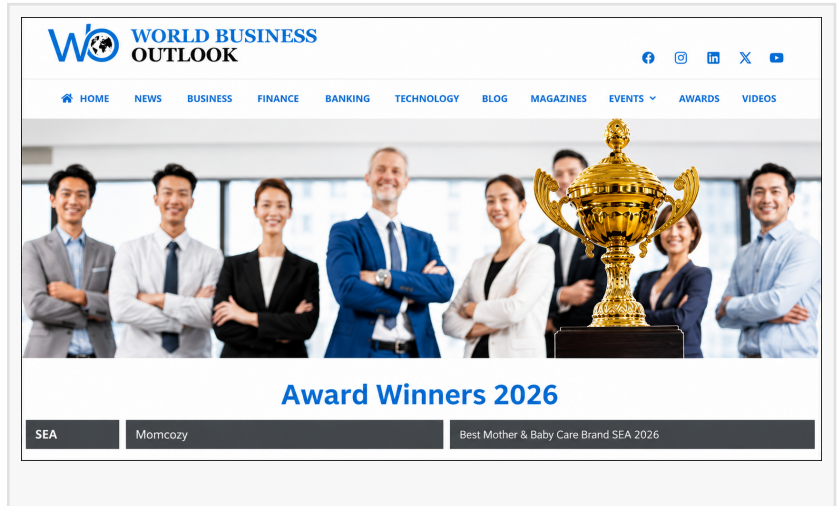 WO
WORLD BUSINESS
OUTLOOK
HOME NEWS BUSINESS FINANCE BANKING TECHNOLOGY BLOG MAGAZINES EVENTS AWARDS VIDEOS
Award Winners 2026
SEA Momcozy Best Mother & Baby Care Brand SEA 2026